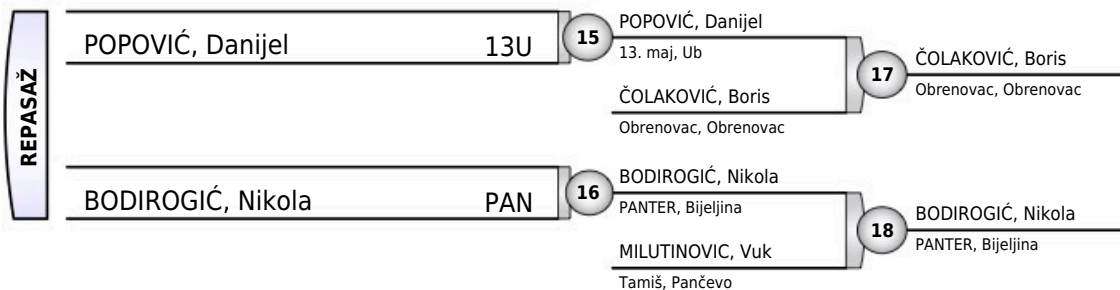 REPASAŽ
POPOVIĆ, Danijel 13U
15
POPOVIĆ, Danijel
13. maj, Ub
ČOLAKOVIĆ, Boris
Obrenovac, Obrenovac
17
ČOLAKOVIĆ, Boris
Obrenovac, Obrenovac
BODIROGIĆ, Nikola PAN
16
BODIROGIĆ, Nikola
PANTER, Bijeljina
MILUTINOVIC, Vuk
Tamiš, Pančevo
18
BODIROGIĆ, Nikola
PANTER, Bijeljina